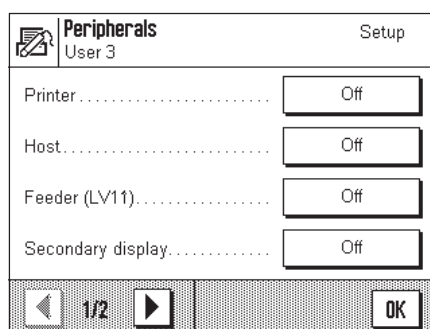 Peripherals
Setup
User 3
Printer....................... Off
Host.......................... Off
Feeder (LV11)................. Off
Secondary display............. Off
1/2
OK